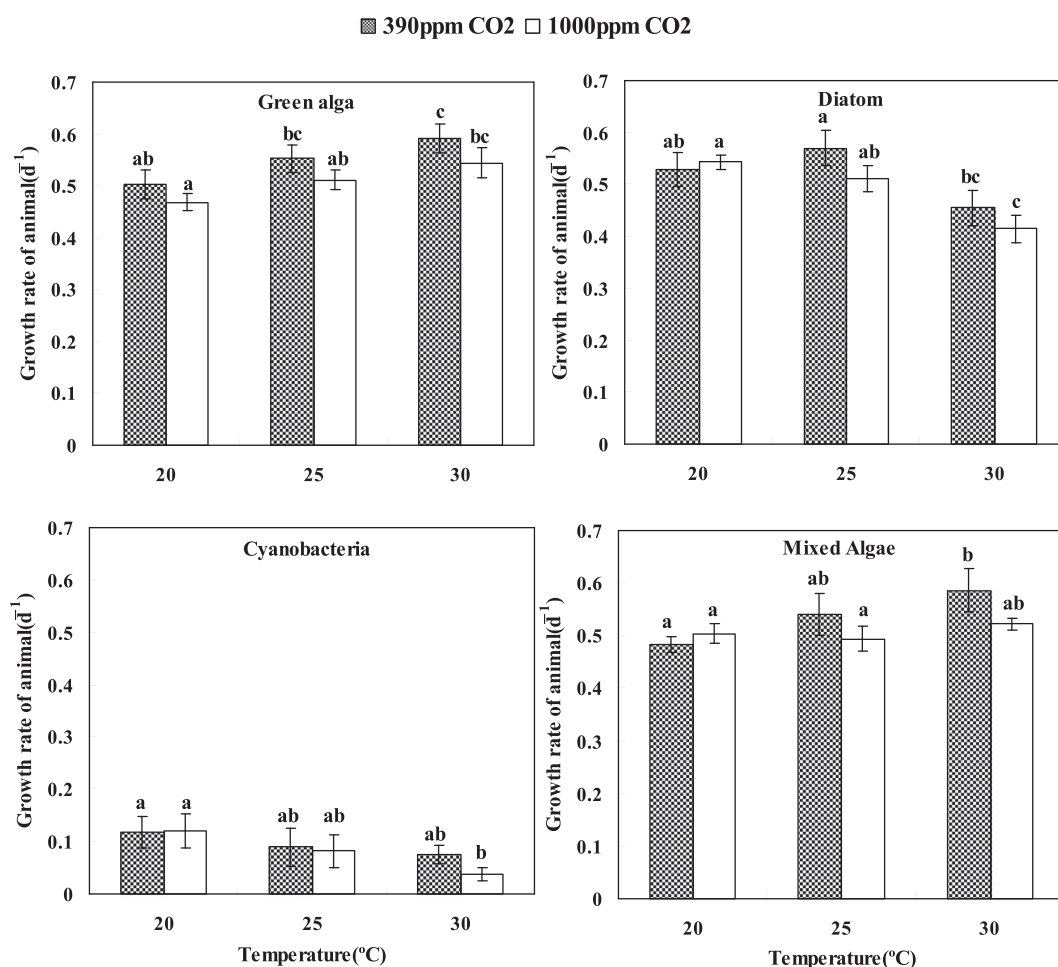 390ppm CO2 1000ppm CO2
Green alga
Growth rate of animal(d⁻¹)
0.7
0.6
0.5
0.4
0.3
0.2
0.1
0
ab
a
bc
ab
c
bc
20 25 30
Diatom
Growth rate of animal(d⁻¹)
0.7
0.6
0.5
0.4
0.3
0.2
0.1
0
ab
a
a
ab
bc
c
20 25 30
Cyanobacteria
Growth rate of animal(d⁻¹)
0.7
0.6
0.5
0.4
0.3
0.2
0.1
0
a
a
ab
ab
ab
b
20 25 30
Temperature(ºC)
Mixed Algae
Growth rate of animal(d⁻¹)
0.7
0.6
0.5
0.4
0.3
0.2
0.1
0
a
a
ab
a
b
ab
20 25 30
Temperature(ºC)